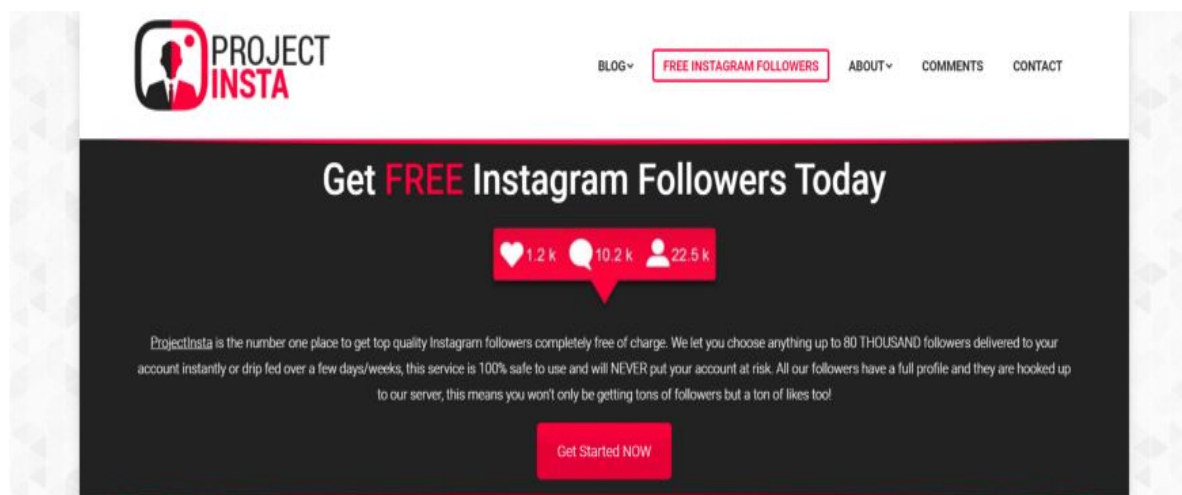 PROJECT
INSTA
BLOG FREE INSTAGRAM FOLLOWERS ABOUT COMMENTS CONTACT
Get FREE Instagram Followers Today
1.2 k 10.2 k 22.5 k
ProjectInsta is the number one place to get top quality Instagram followers completely free of charge. We let you choose anything up to 80 THOUSAND followers delivered to your
account instantly or drip fed over a few days/weeks, this service is 100% safe to use and will NEVER put your account at risk. All our followers have a full profile and they are hooked up
to our server, this means you won't only be getting tons of followers but a ton of likes too!
Get Started NOW